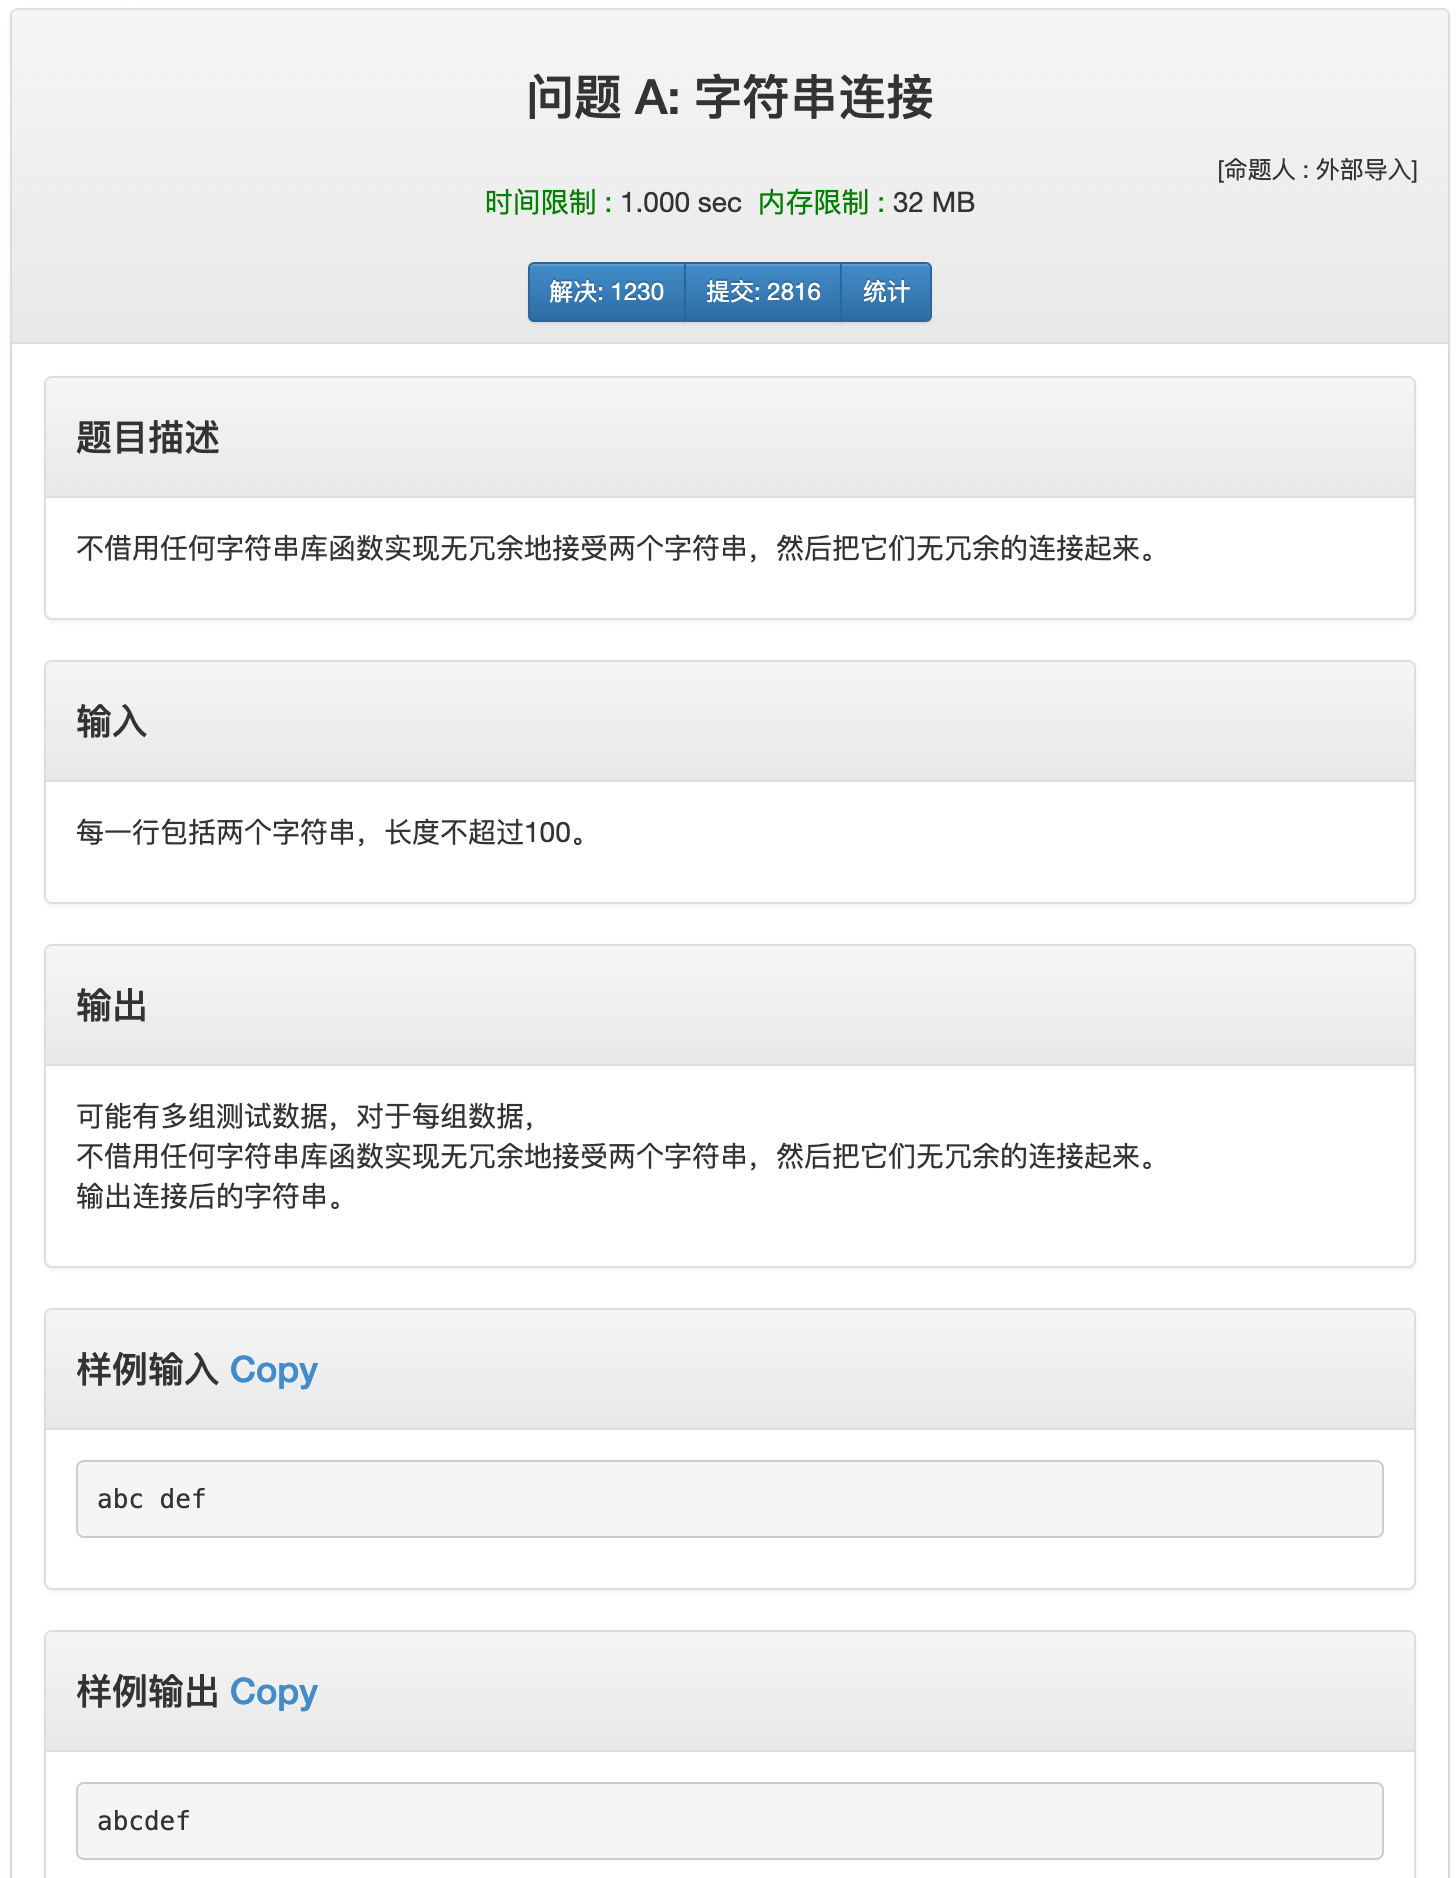 问题 A: 字符串连接
[命题人 : 外部导入]
时间限制 : 1.000 sec 内存限制 : 32 MB
解决: 1230 提交: 2816 统计
题目描述
不借用任何字符串库函数实现无冗余地接受两个字符串，然后把它们无冗余的连接起来。
输入
每一行包括两个字符串，长度不超过100。
输出
可能有多组测试数据，对于每组数据，
不借用任何字符串库函数实现无冗余地接受两个字符串，然后把它们无冗余的连接起来。
输出连接后的字符串。
样例输入 Copy
abc def
样例输出 Copy
abcdef